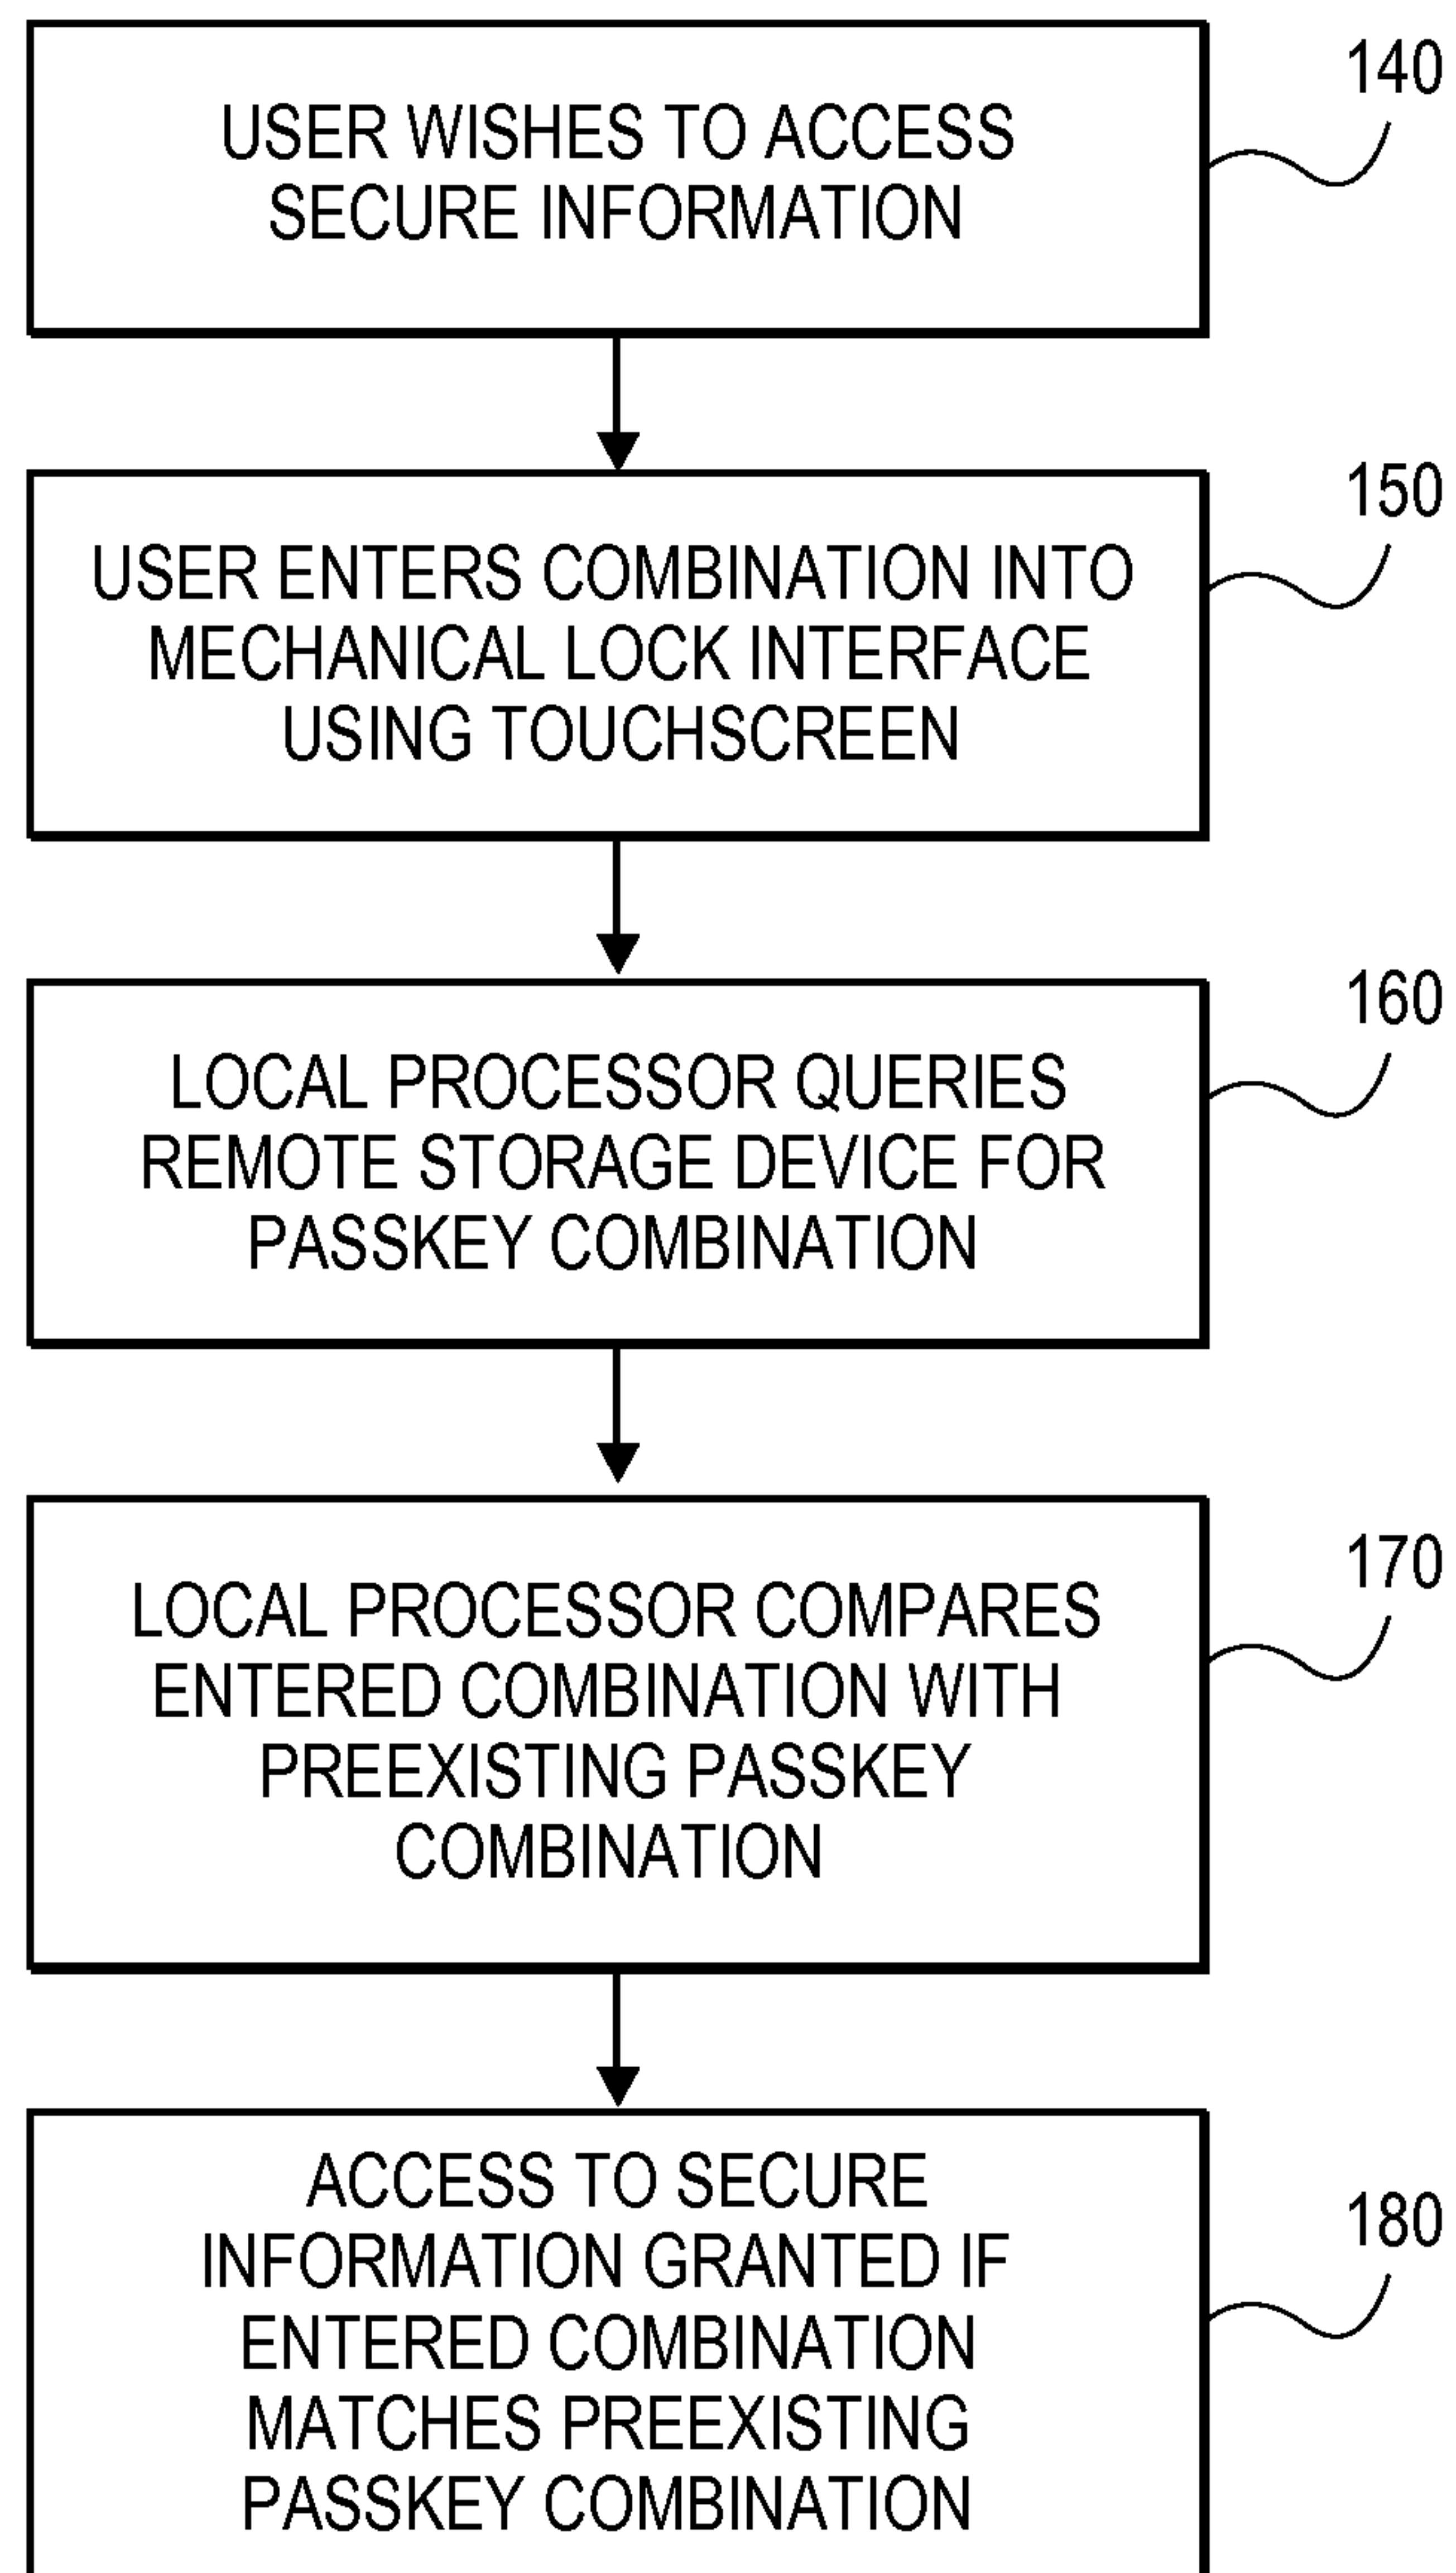 140
USER WISHES TO ACCESS
SECURE INFORMATION
150
USER ENTERS COMBINATION INTO
MECHANICAL LOCK INTERFACE
USING TOUCHSCREEN
160
LOCAL PROCESSOR QUERIES
REMOTE STORAGE DEVICE FOR
PASSKEY COMBINATION
170
LOCAL PROCESSOR COMPARES
ENTERED COMBINATION WITH
PREEXISTING PASSKEY
COMBINATION
180
ACCESS TO SECURE
INFORMATION GRANTED IF
ENTERED COMBINATION
MATCHES PREEXISTING
PASSKEY COMBINATION